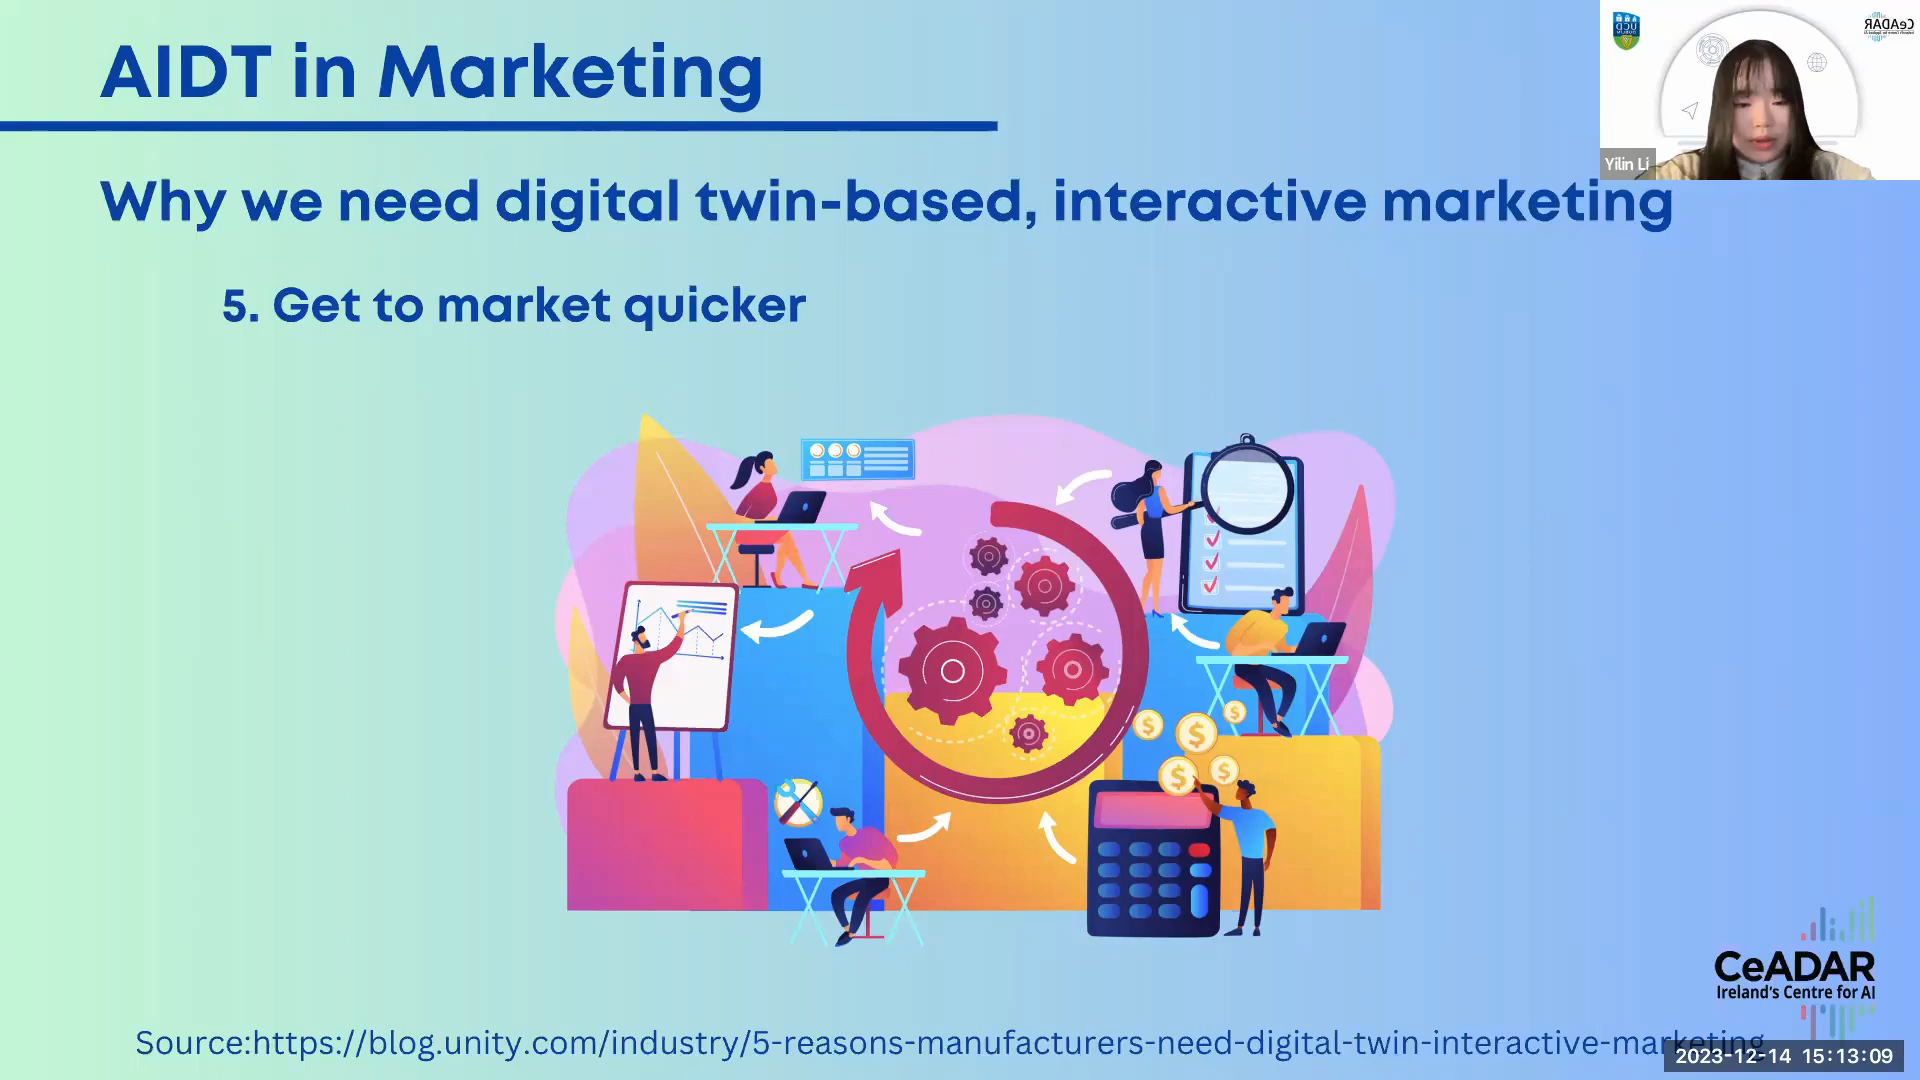 AIDT in Marketing
Yilin Li
Why we need digital twin-based, interactive marketing
5. Get to market quicker
CeADAR
Ireland's Centre for AI
Source:https://blog.unity.com/industry/5-reasons-manufacturers-need-digital-twin-interactive-marketing
2023-12-14 15:13:09